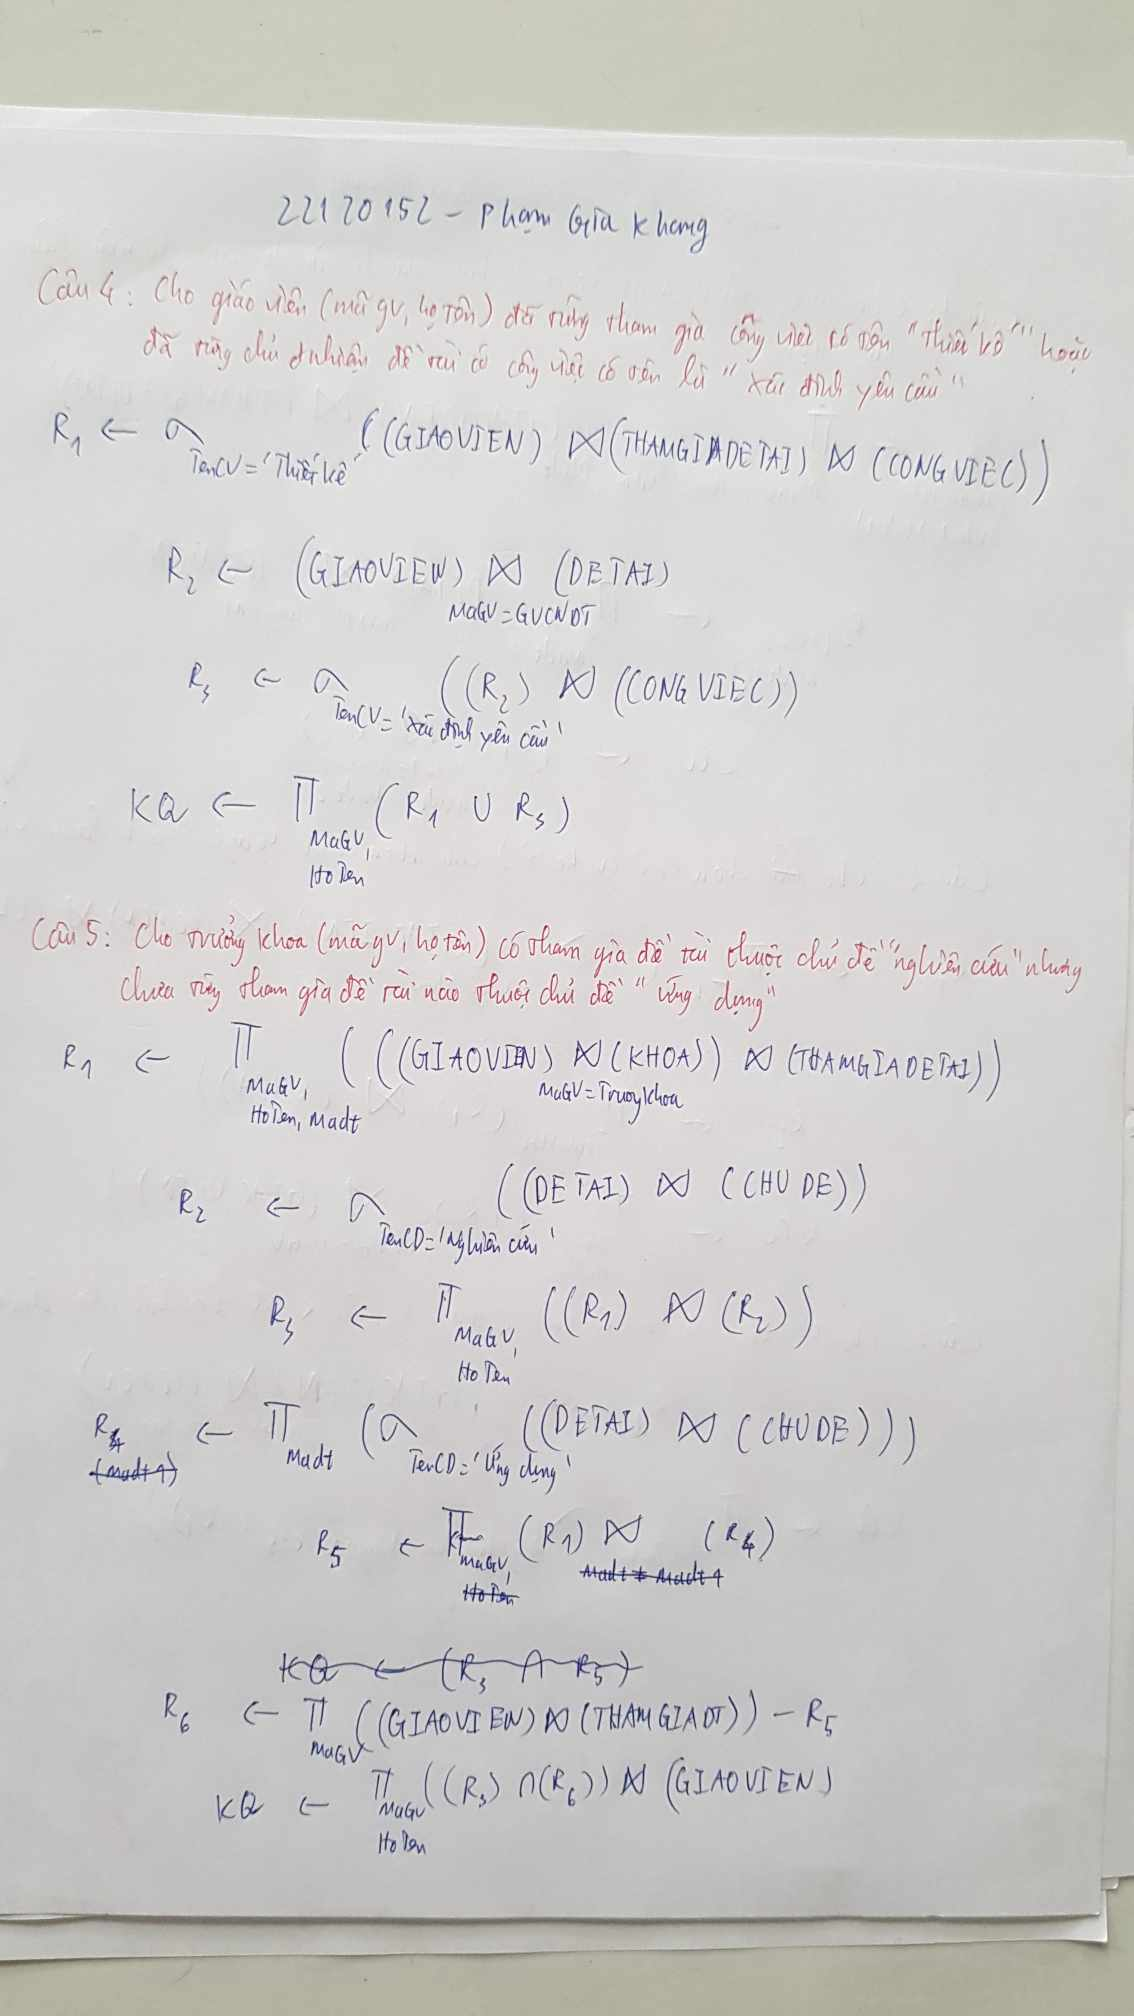 22120152 - Phạm Gia Khang
Câu 4: Cho giáo viên (mã gv, họ tên) đã từng tham gia công việc có tên "Thiết kế" hoặc
đã từng chủ nhiệm đề tài có công việc có tên là "xác định yêu cầu"
R1 ← σ TenCV='Thiết kế' ((GIAOVIEN) ⋈ (THAMGIADETAI) ⋈ (CONGVIEC))
R2 ← (GIAOVIEN) ⋈ MaGV=GVCNDT (DETAI)
R3 ← σ TenCV='xác định yêu cầu' ((R2) ⋈ (CONGVIEC))
KQ ← Π MaGV, HoTen (R1 ∪ R3)
Câu 5: Cho trưởng khoa (mã gv, họ tên) có tham gia đề tài thuộc chủ đề "nghiên cứu" nhưng
chưa từng tham gia đề tài nào thuộc chủ đề "ứng dụng"
R1 ← Π MaGV, HoTen, Madt (((GIAOVIEN) ⋈ MaGV=Truongkhoa (KHOA)) ⋈ (THAMGIADETAI))
R2 ← σ TenCD='Nghiên cứu' ((DETAI) ⋈ (CHUDE))
R3 ← Π MaGV, HoTen ((R1) ⋈ (R2))
R4 ← Π Madt (σ TenCD='Ứng dụng' ((DETAI) ⋈ (CHUDE)))
(Madt1)
R5 ← Π MaGV, HoTen (R1) ⋈ Madt ≠ Madt1 (R4)
KQ ← (R3 ∩ R5)
R6 ← Π MaGV ((GIAOVIEN) ⋈ (THAMGIADT)) - R5
KQ ← Π MaGV HoTen ((R3) ∩ (R6)) ⋈ (GIAOVIEN)